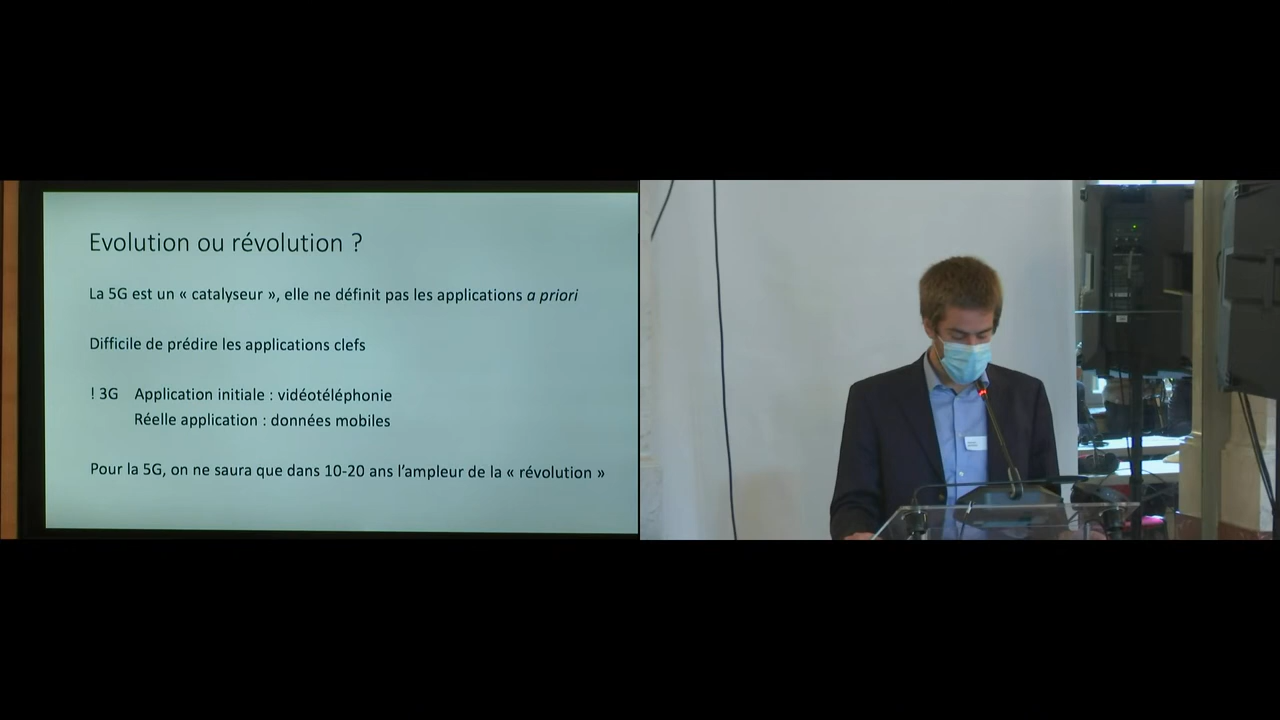 Evolution ou révolution ?
La 5G est un « catalyseur », elle ne définit pas les applications a priori
Difficile de prédire les applications clefs
! 3G Application initiale : vidéotéléphonie
Réelle application : données mobiles
Pour la 5G, on ne saura que dans 10-20 ans l’ampleur de la « révolution »